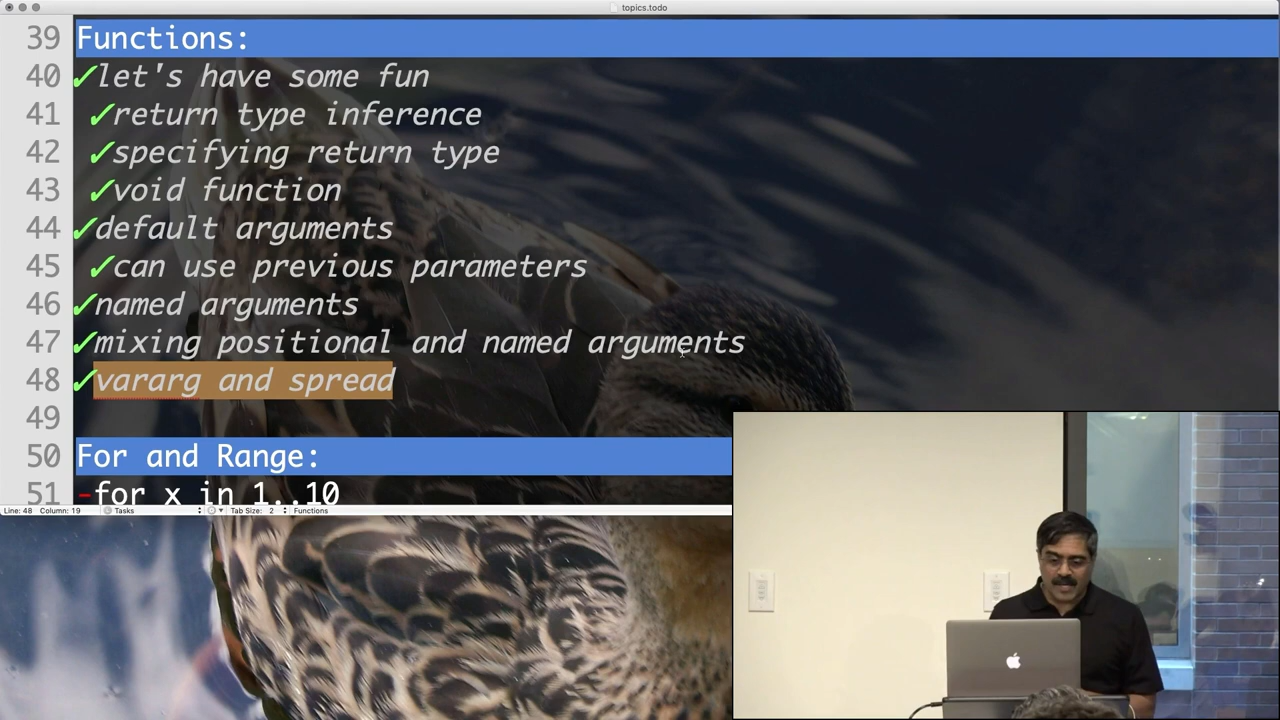 topics.todo
39 Functions:
40 ✓let's have some fun
41 ✓return type inference
42 ✓specifying return type
43 ✓void function
44 ✓default arguments
45 ✓can use previous parameters
46 ✓named arguments
47 ✓mixing positional and named arguments
48 ✓vararg and spread
49
50 For and Range:
51 -for x in 1..10
Line: 48 Column: 19 Tasks Tab Size: 2 Functions